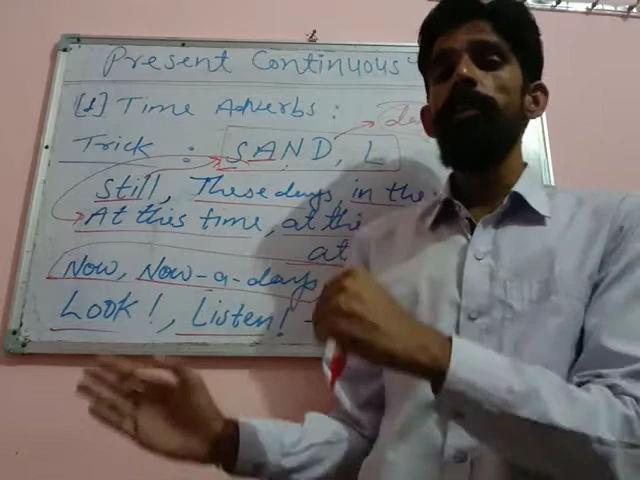 Present Continuous
[1] Time Adverbs :
Trick : SAND, L
still, These days, in the
At this time, at the
at
Now, Now-a-days
Look!, Listen! -